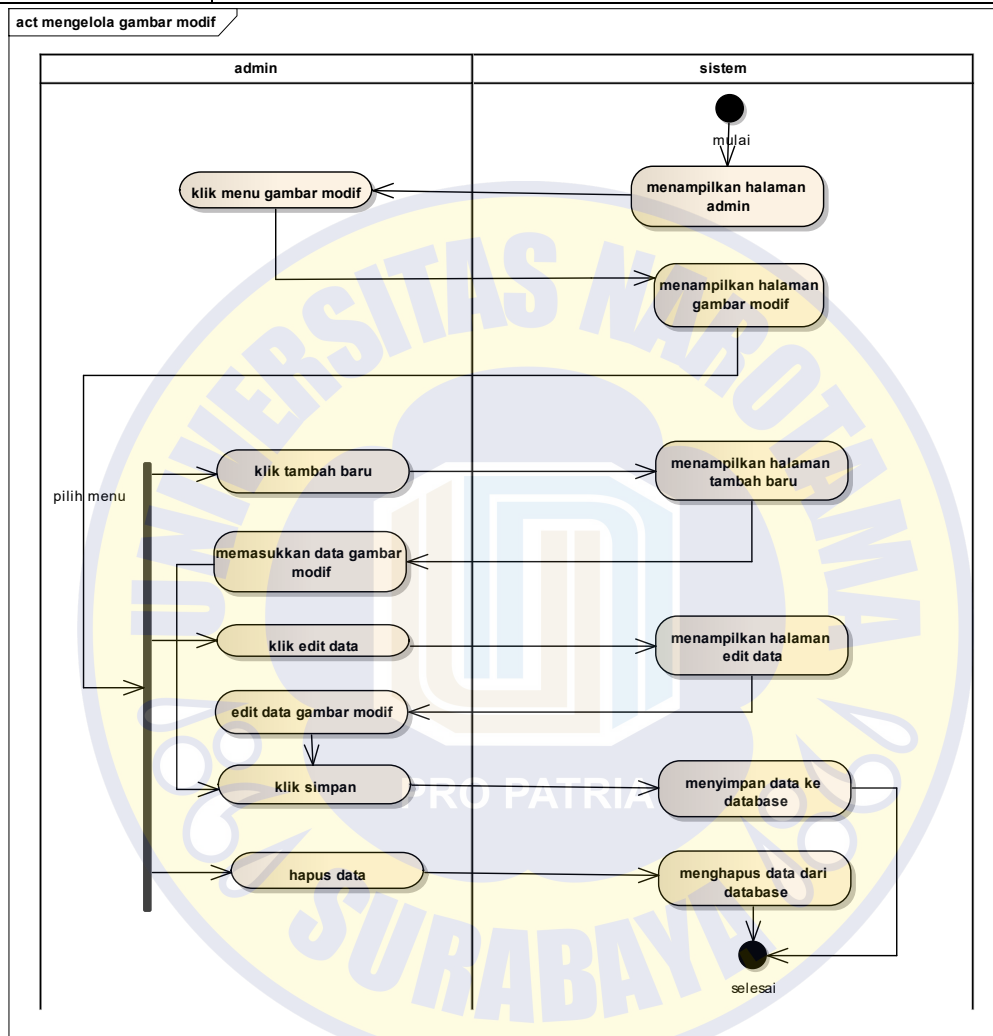 act mengelola gambar modif
admin
sistem
mulai
klik menu gambar modif
menampilkan halaman
admin
menampilkan halaman
gambar modif
pilih menu
klik tambah baru
menampilkan halaman
tambah baru
memasukkan data gambar
modif
klik edit data
menampilkan halaman
edit data
edit data gambar modif
klik simpan
menyimpan data ke
database
hapus data
menghapus data dari
database
selesai
UNIVERSITAS NAROTAMA
PRO PATRIA
SURABAYA